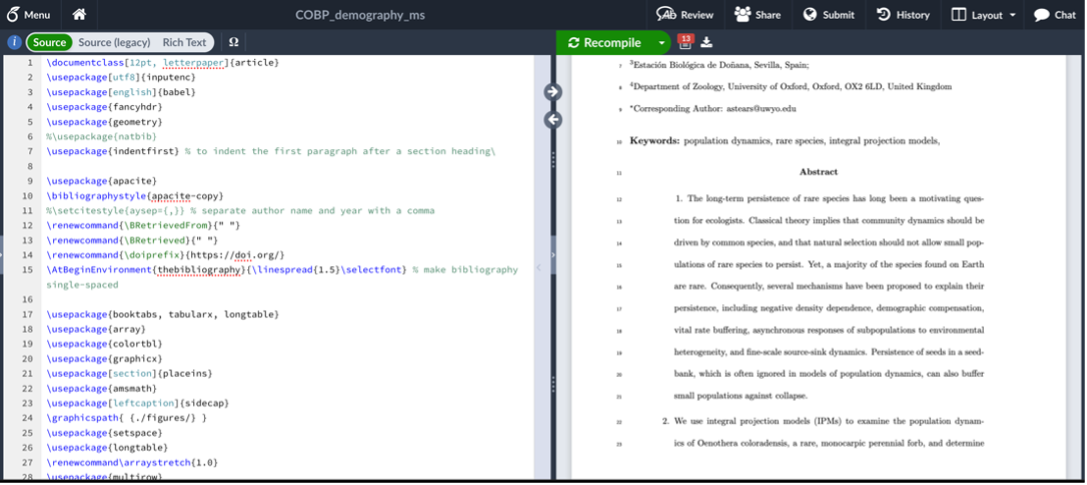 Menu
COBP_demography_ms
Review
Share
Submit
History
Layout
Chat
Source
Source (legacy)
Rich Text
Ω
Recompile
13
1 \documentclass[12pt, letterpaper]{article}
2 \usepackage[utf8]{inputenc}
3 \usepackage[english]{babel}
4 \usepackage{fancyhdr}
5 \usepackage{geometry}
6 %\usepackage{natbib}
7 \usepackage{indentfirst} % to indent the first paragraph after a section heading\
8
9 \usepackage{apacite}
10 \bibliographystyle{apacite-copy}
11 %\setcitestyle{aysep={,}} % separate author name and year with a comma
12 \renewcommand{\BRetrievedFrom}{" "}
13 \renewcommand{\BRetrieved}{" "}
14 \renewcommand{\doiprefix}{https://doi.org/}
15 \AtBeginEnvironment{thebibliography}{\linespread{1.5}\selectfont} % make bibliography
single-spaced
16
17 \usepackage{booktabs, tabularx, longtable}
18 \usepackage{array}
19 \usepackage{colortbl}
20 \usepackage{graphicx}
21 \usepackage[section]{placeins}
22 \usepackage{amsmath}
23 \usepackage[leftcaption]{sidecap}
24 \graphicspath{ {./figures/} }
25 \usepackage{setspace}
26 \usepackage{longtable}
27 \renewcommand\arraystretch{1.0}
28 \usepackage{multirow}
7 3Estación Biológica de Doñana, Sevilla, Spain;
8 4Department of Zoology, University of Oxford, Oxford, OX2 6LD, United Kingdom
9 *Corresponding Author: astears@uwyo.edu
10 Keywords: population dynamics, rare species, integral projection models,
11 Abstract
12 1. The long-term persistence of rare species has long been a motivating ques-
13 tion for ecologists. Classical theory implies that community dynamics should be
14 driven by common species, and that natural selection should not allow small pop-
15 ulations of rare species to persist. Yet, a majority of the species found on Earth
16 are rare. Consequently, several mechanisms have been proposed to explain their
17 persistence, including negative density dependence, demographic compensation,
18 vital rate buffering, asynchronous responses of subpopulations to environmental
19 heterogeneity, and fine-scale source-sink dynamics. Persistence of seeds in a seed-
20 bank, which is often ignored in models of population dynamics, can also buffer
21 small populations against collapse.
22 2. We use integral projection models (IPMs) to examine the population dynam-
23 ics of Oenothera coloradensis, a rare, monocarpic perennial forb, and determine